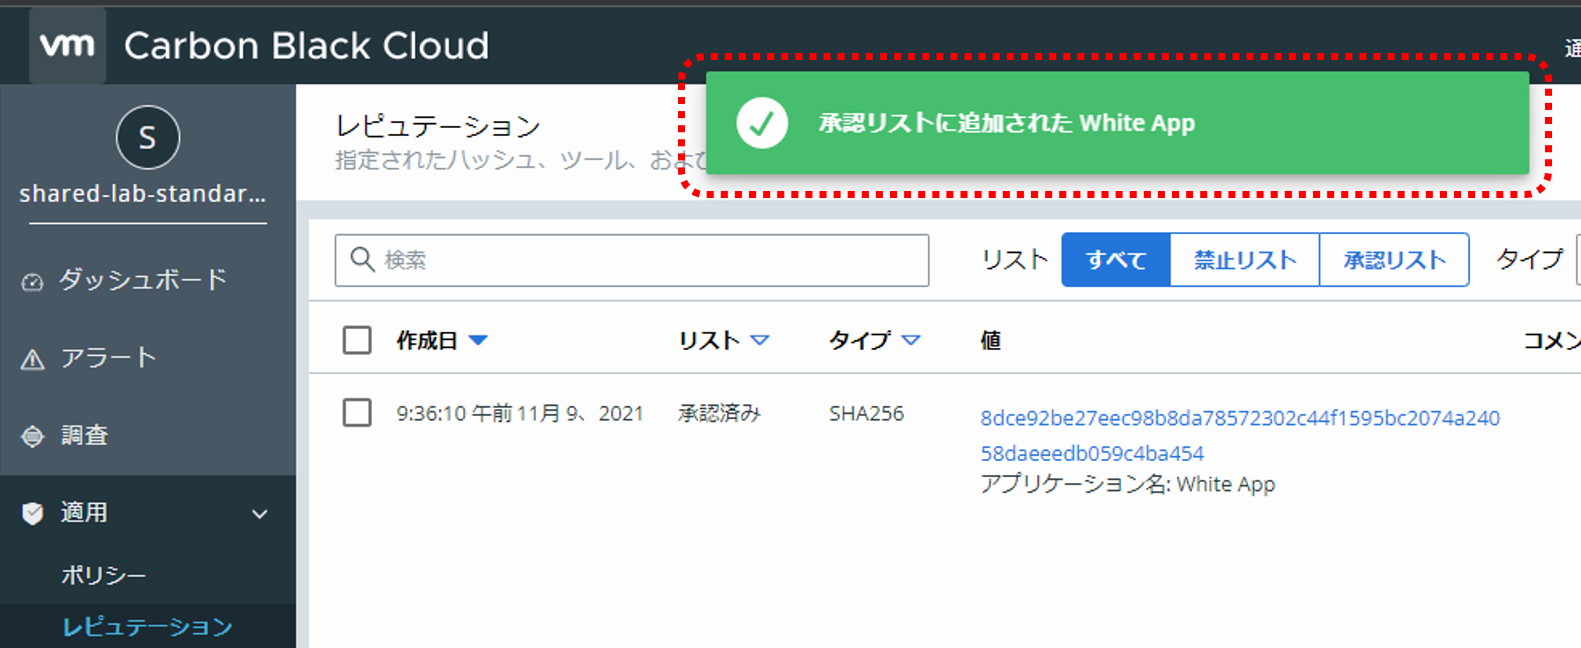 vm Carbon Black Cloud
通
S
shared-lab-standar...
ダッシュボード
アラート
調査
適用
ポリシー
レピュテーション
レピュテーション
指定されたハッシュ、ツール、およ
承認リストに追加された White App
検索
リスト すべて 禁止リスト 承認リスト タイプ
作成日 リスト タイプ 値 コメン
9:36:10 午前 11月 9、2021 承認済み SHA256 8dce92be27eec98b8da78572302c44f1595bc2074a240
58daeeedb059c4ba454
アプリケーション名: White App